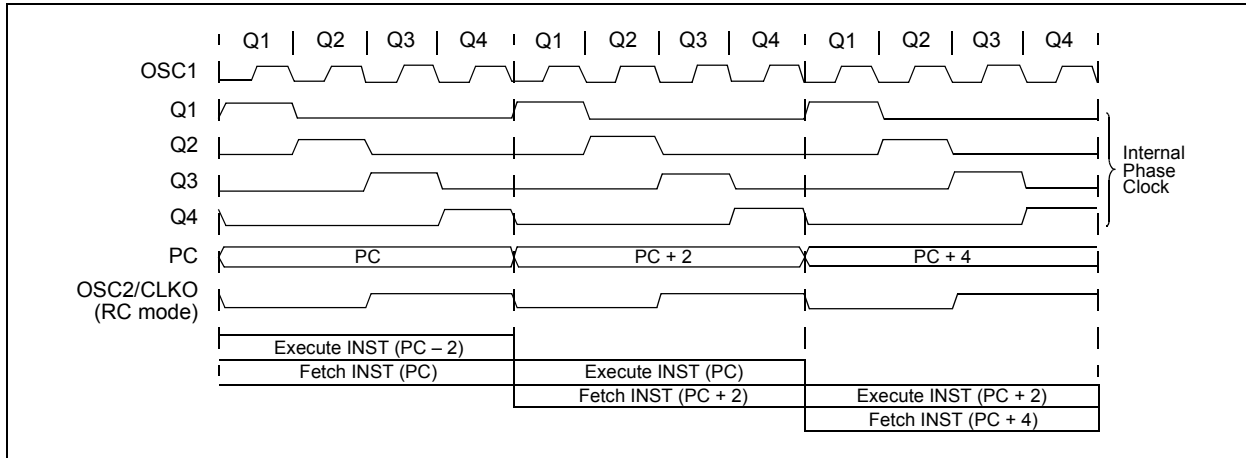 Q1 | Q2 | Q3 | Q4 | Q1 | Q2 | Q3 | Q4 | Q1 | Q2 | Q3 | Q4
OSC1
Q1
Q2
Q3
Q4
Internal
Phase
Clock
PC PC PC + 2 PC + 4
OSC2/CLKO
(RC mode)
Execute INST (PC – 2)
Fetch INST (PC) Execute INST (PC)
Fetch INST (PC + 2) Execute INST (PC + 2)
Fetch INST (PC + 4)